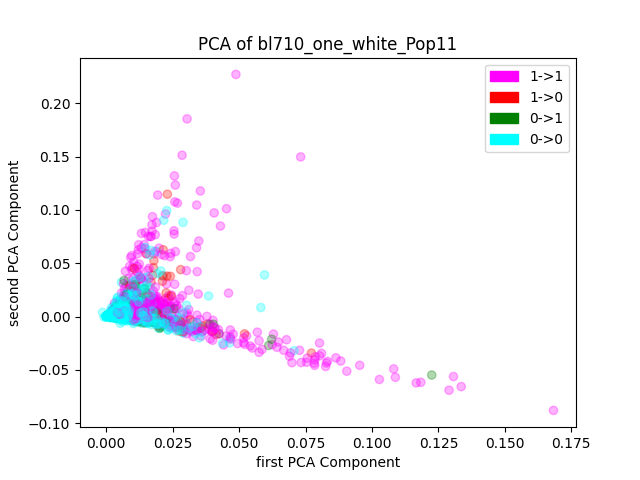 PCA of bl710_one_white_Pop11
1->1
1->0
0->1
0->0
0.20
0.15
0.10
0.05
0.00
−0.05
−0.10
second PCA Component
0.000 0.025 0.050 0.075 0.100 0.125 0.150 0.175
first PCA Component